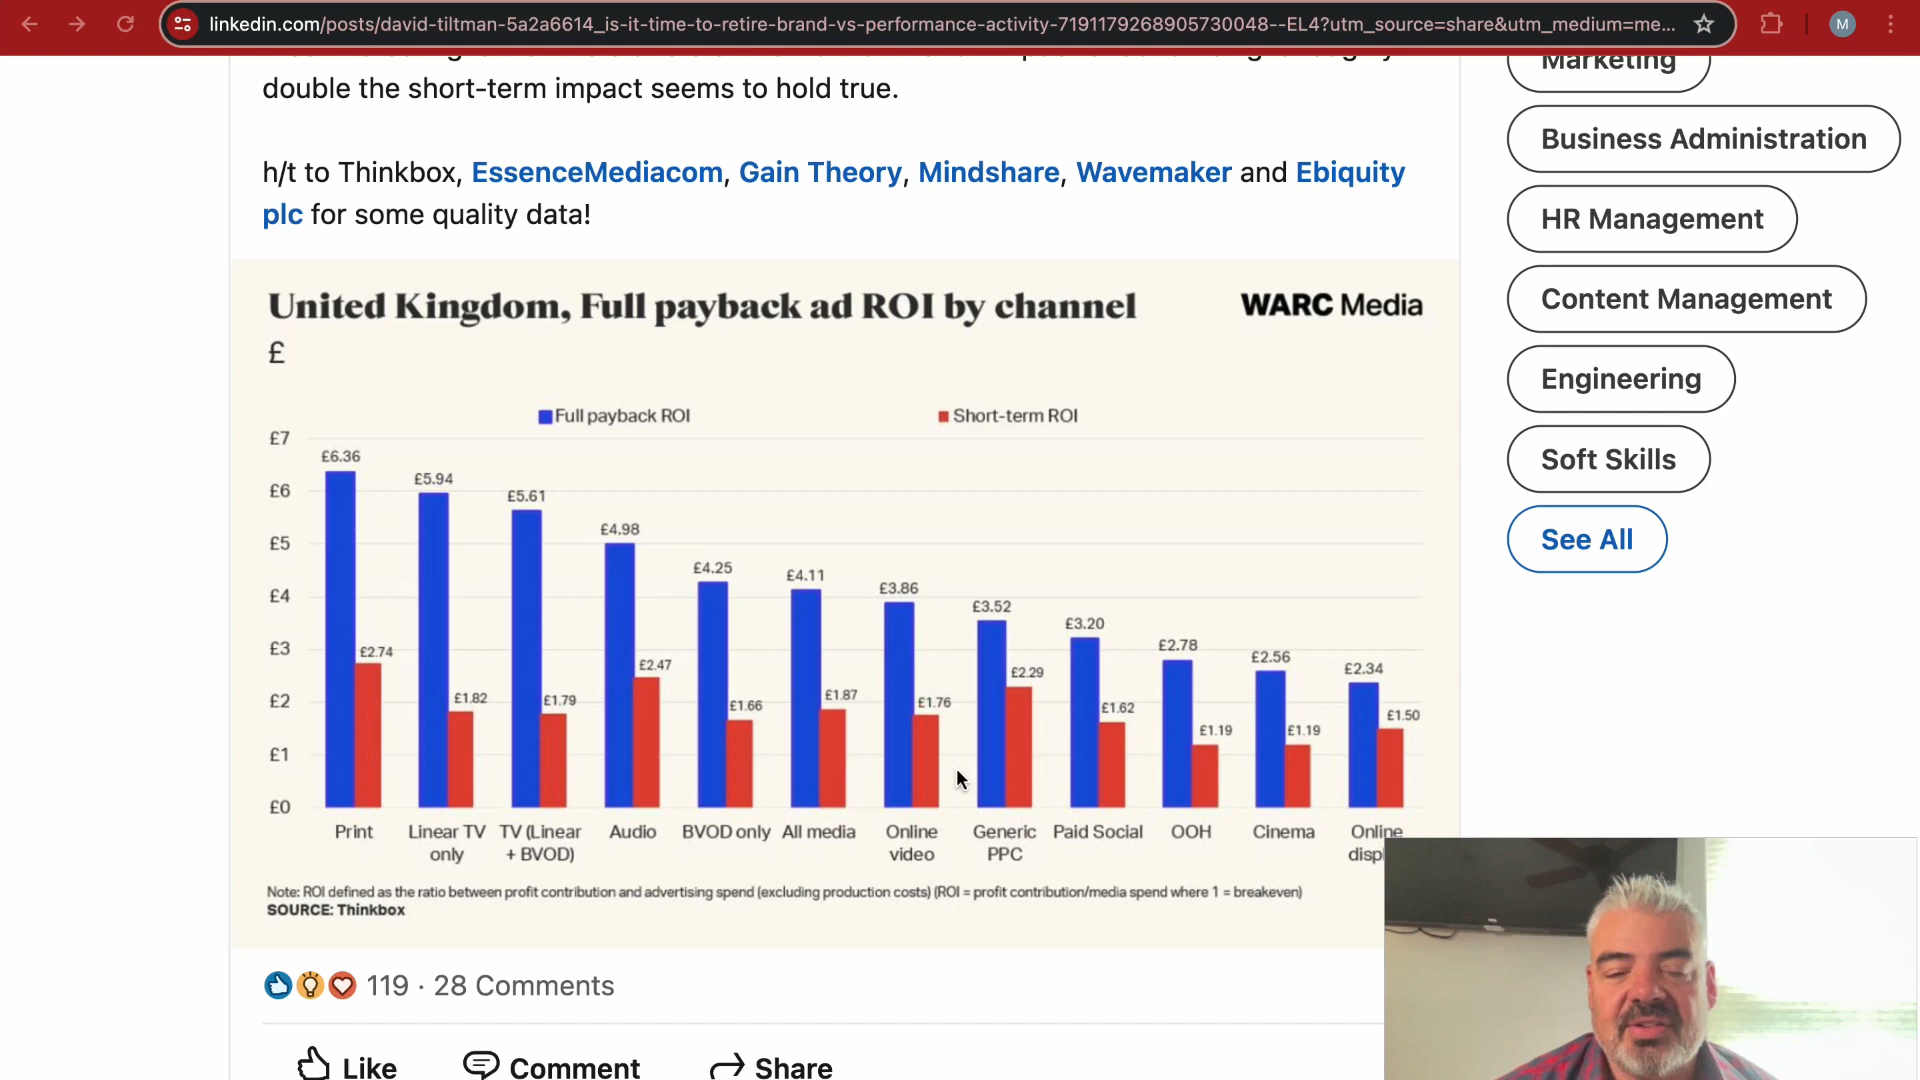 linkedin.com/posts/david-tiltman-5a2a6614_is-it-time-to-retire-brand-vs-performance-activity-7191179268905730048--EL4?utm_source=share&utm_medium=me...
M
double the short-term impact seems to hold true.
h/t to Thinkbox, EssenceMediacom, Gain Theory, Mindshare, Wavemaker and Ebiquity
plc for some quality data!
United Kingdom, Full payback ad ROI by channel
WARC Media
£
Full payback ROI
Short-term ROI
£7
£6
£5
£4
£3
£2
£1
£0
£6.36
£2.74
£5.94
£1.82
£5.61
£1.79
£4.98
£2.47
£4.25
£1.66
£4.11
£1.87
£3.86
£1.76
£3.52
£2.29
£3.20
£1.62
£2.78
£1.19
£2.56
£1.19
£2.34
£1.50
Print
Linear TV
only
TV (Linear
+ BVOD)
Audio
BVOD only
All media
Online
video
Generic
PPC
Paid Social
OOH
Cinema
Online
Note: ROI defined as the ratio between profit contribution and advertising spend (excluding production costs) (ROI = profit contribution/media spend where 1 = breakeven)
SOURCE: Thinkbox
119 · 28 Comments
Like
Comment
Share
Marketing
Business Administration
HR Management
Content Management
Engineering
Soft Skills
See All